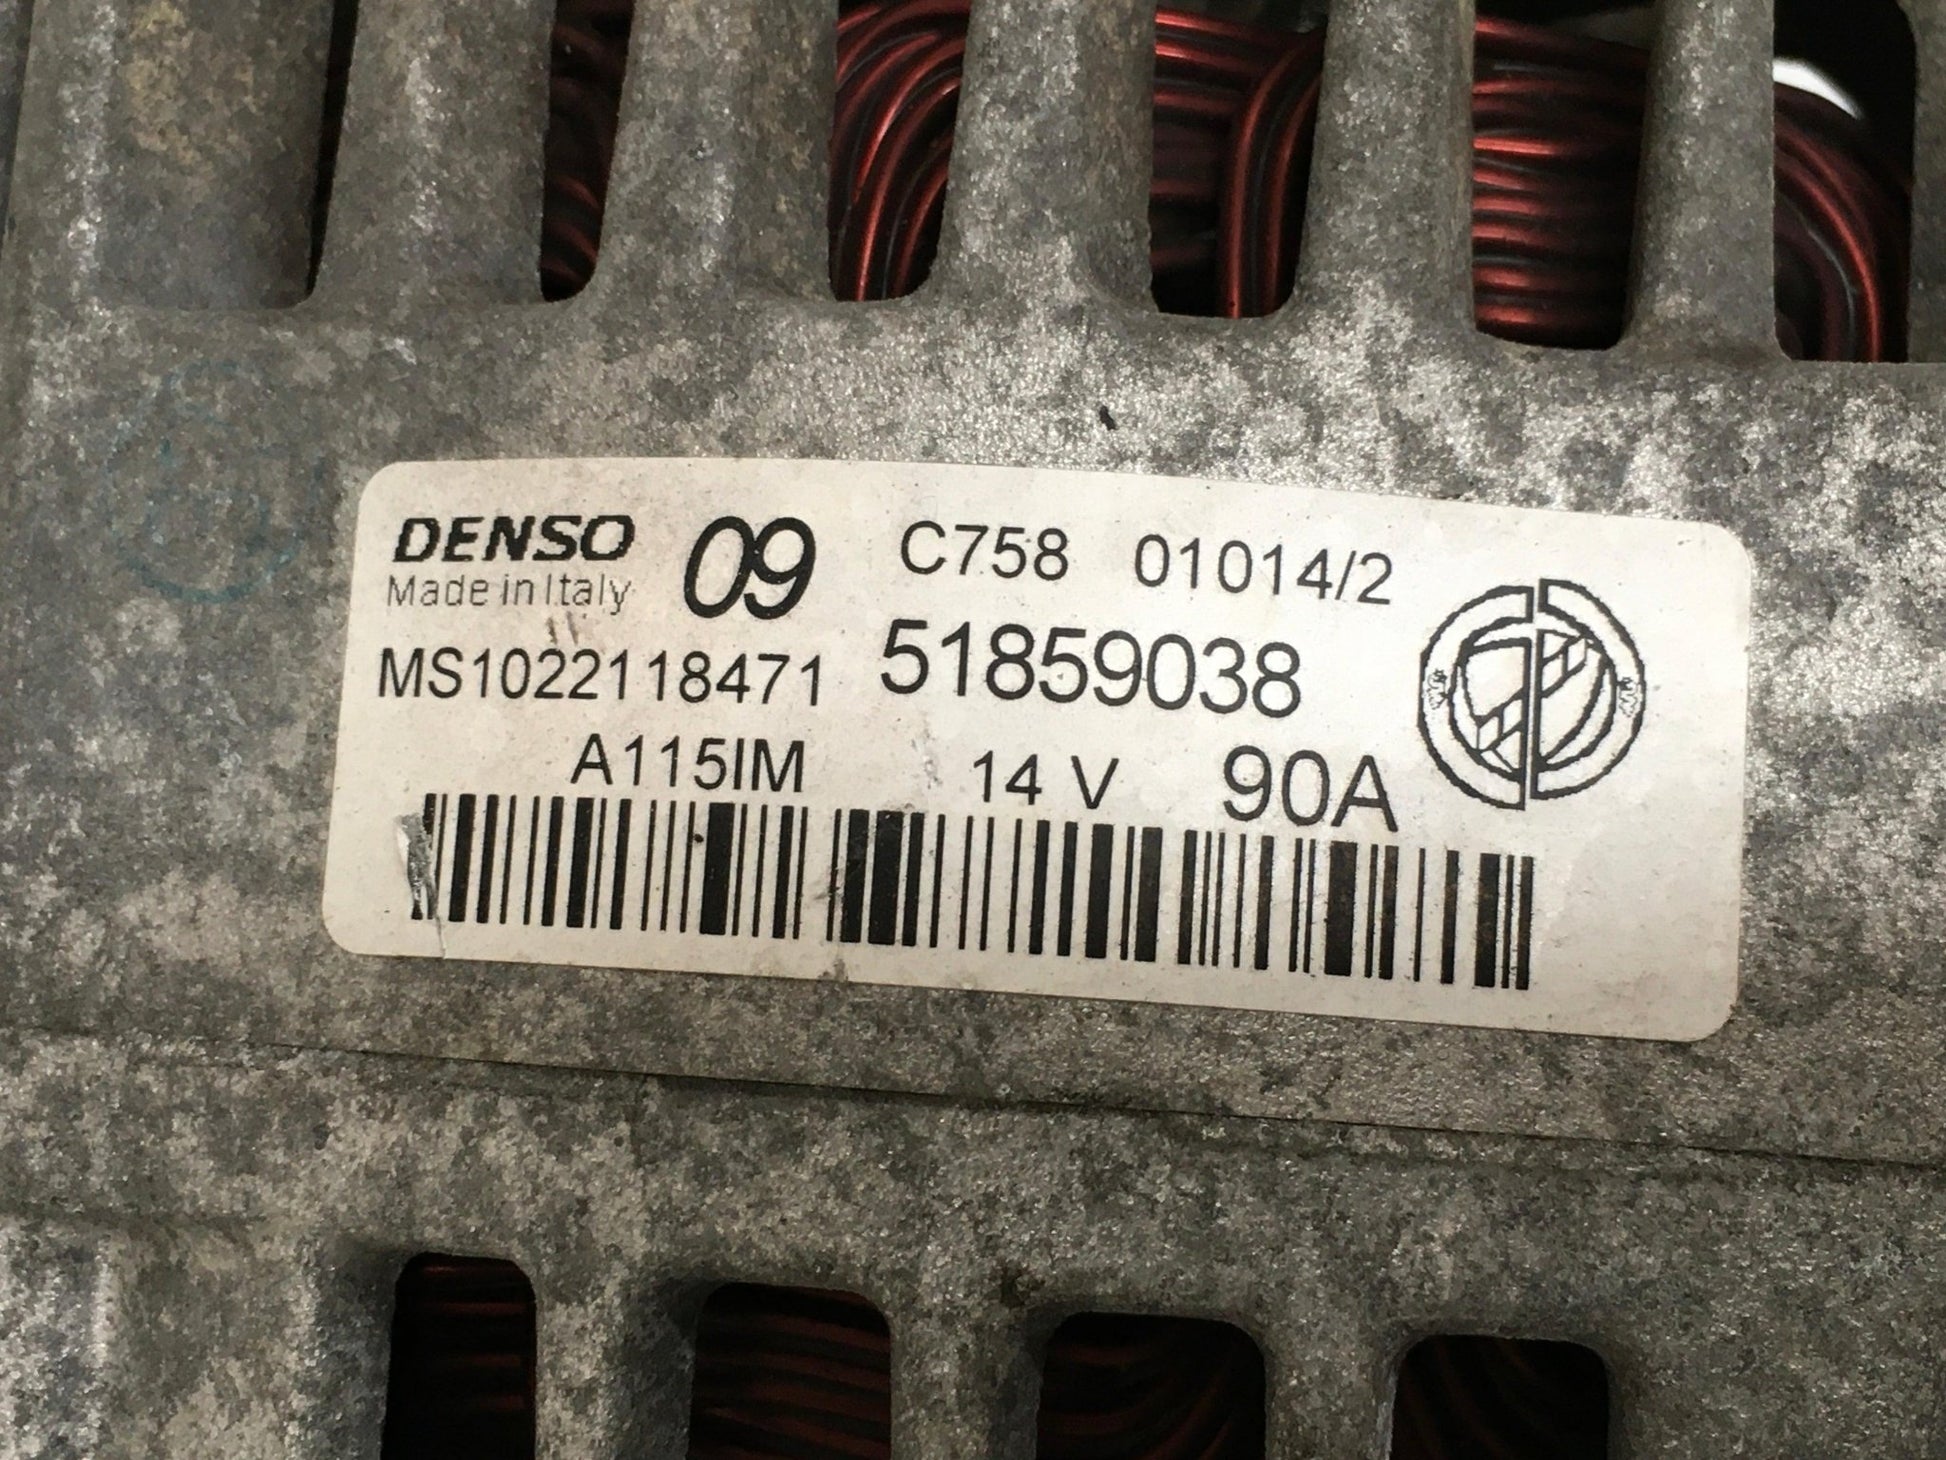 DENSO 09 C758 01014/2
Made in Italy
MS1022118471 51859038
A115IM 14 V 90A